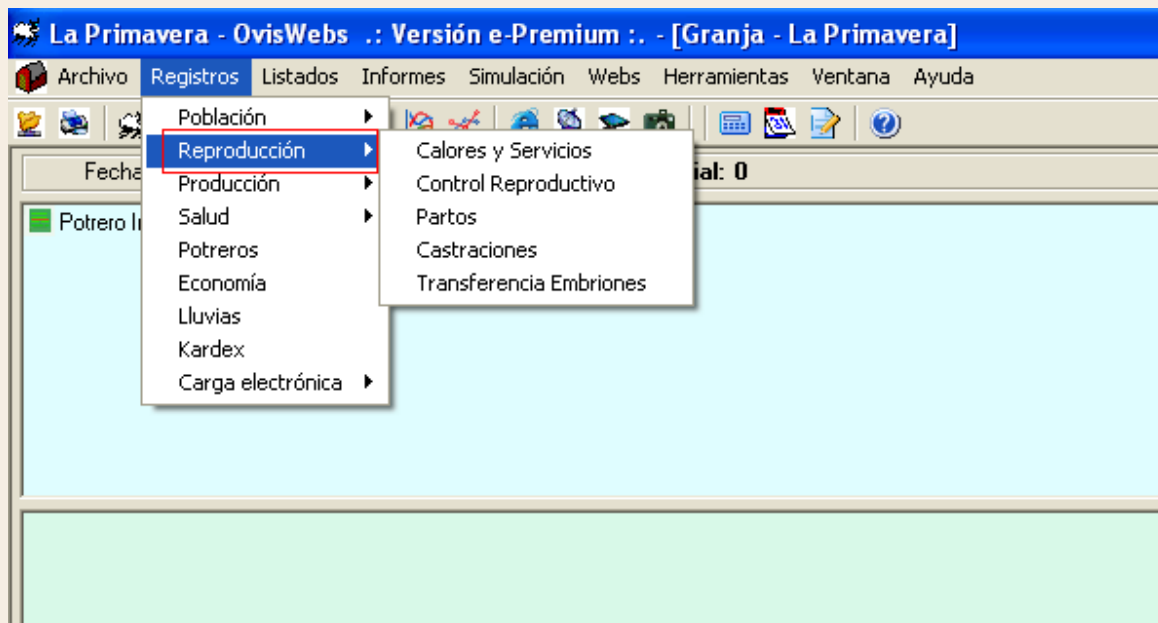 La Primavera - OvisWebs .: Versión e-Premium :. - [Granja - La Primavera]
Archivo Registros Listados Informes Simulación Webs Herramientas Ventana Ayuda
Población
Reproducción
Producción
Salud
Potreros
Economía
Lluvias
Kardex
Carga electrónica
Calores y Servicios
Control Reproductivo
Partos
Castraciones
Transferencia Embriones
Fecha
ial: 0
Potrero